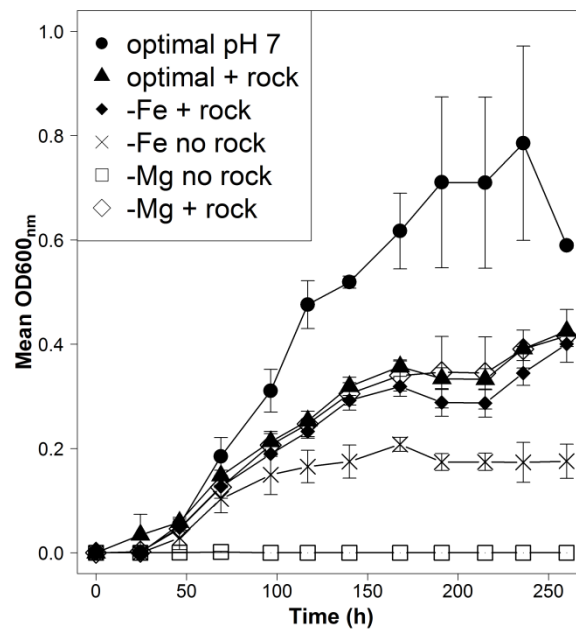 1.0
0.8
0.6
0.4
0.2
0.0
Mean OD600nm
optimal pH 7
optimal + rock
-Fe + rock
-Fe no rock
-Mg no rock
-Mg + rock
0 50 100 150 200 250
Time (h)